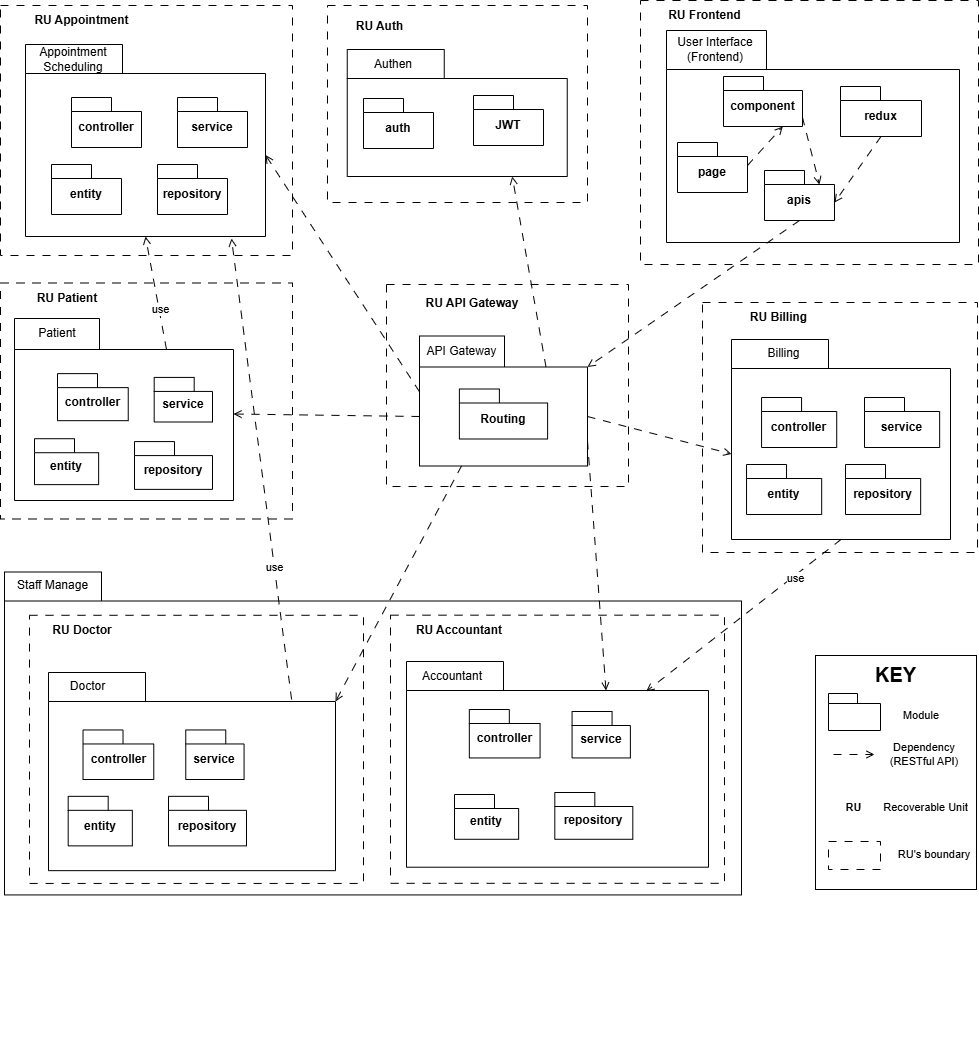 RU Appointment
Appointment
Scheduling
controller
service
entity
repository
RU Auth
Authen
auth
JWT
RU Frontend
User Interface
(Frontend)
component
redux
page
apis
RU Patient
use
Patient
controller
service
entity
repository
RU API Gateway
API Gateway
Routing
RU Billing
Billing
controller
service
entity
repository
use
use
Staff Manage
RU Doctor
Doctor
controller
service
entity
repository
RU Accountant
Accountant
controller
service
entity
repository
KEY
Module
Dependency
(RESTful API)
RU
Recoverable Unit
RU's boundary